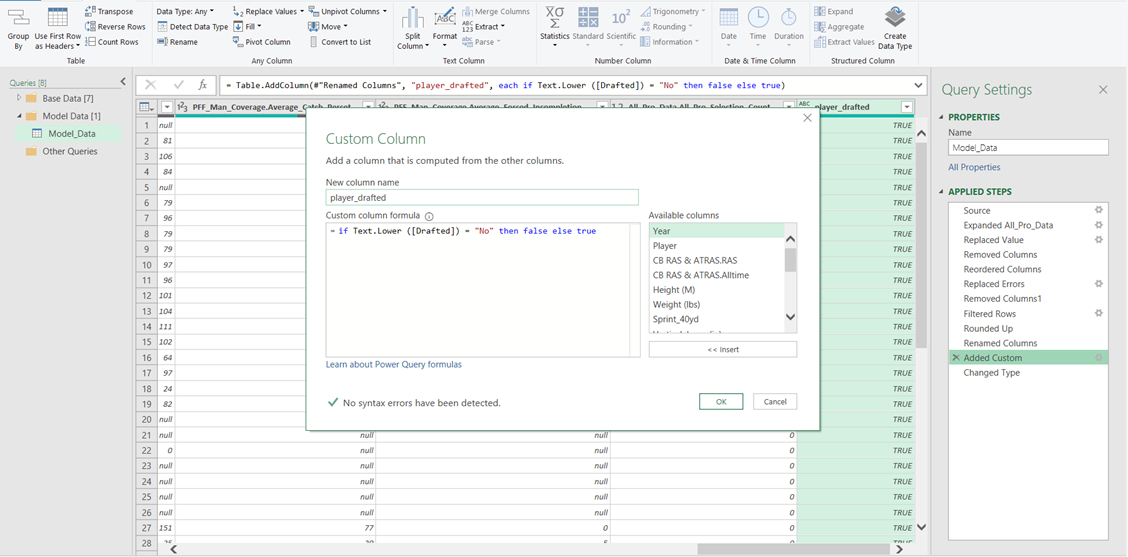 Group By
Use First Row as Headers
Transpose
Reverse Rows
Count Rows
Table
Data Type: Any
Detect Data Type
Rename
Replace Values
Fill
Pivot Column
Unpivot Columns
Move
Convert to List
Any Column
Split Column
Format
Merge Columns
Extract
Parse
Text Column
Statistics
Standard
Scientific
Trigonometry
Rounding
Information
Number Column
Date
Time
Duration
Date & Time Column
Expand
Aggregate
Extract Values
Create Data Type
Structured Column
Queries [8]
Base Data [7]
Model Data [1]
Model_Data
Other Queries
= Table.AddColumn(#"Renamed Columns", "player_drafted", each if Text.Lower ([Drafted]) = "No" then false else true)
player_drafted
1 null TRUE
2 81 TRUE
3 106 TRUE
4 84 TRUE
5 null TRUE
6 79 TRUE
7 96 TRUE
8 79 TRUE
9 79 TRUE
10 97 TRUE
11 96 TRUE
12 101 TRUE
13 104 TRUE
14 111 TRUE
15 102 TRUE
16 64 TRUE
17 97 TRUE
18 24 TRUE
19 82 TRUE
20 null TRUE
21 null null null 0 TRUE
22 0 null null 0 TRUE
23 null null null 0 TRUE
24 null null null 0 TRUE
25 null null null 0 TRUE
26 null null null 0 TRUE
27 151 77 0 0 TRUE
28 TRUE
Custom Column
Add a column that is computed from the other columns.
New column name
player_drafted
Custom column formula
= if Text.Lower ([Drafted]) = "No" then false else true
Available columns
Year
Player
CB RAS & ATRAS.RAS
CB RAS & ATRAS.Alltime
Height (M)
Weight (lbs)
Sprint_40yd
<< Insert
Learn about Power Query formulas
No syntax errors have been detected.
OK
Cancel
Query Settings
PROPERTIES
Name
Model_Data
All Properties
APPLIED STEPS
Source
Expanded All_Pro_Data
Replaced Value
Removed Columns
Reordered Columns
Replaced Errors
Removed Columns1
Filtered Rows
Rounded Up
Renamed Columns
Added Custom
Changed Type